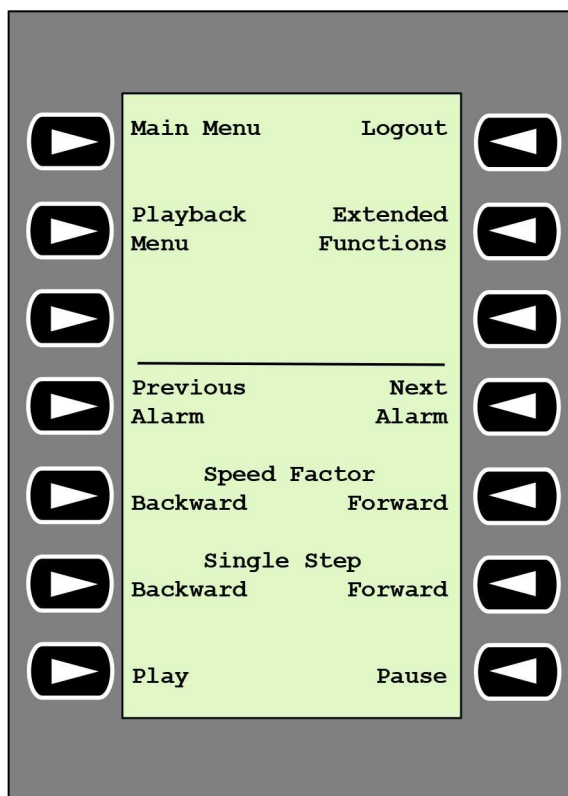 Main Menu Logout
Playback Extended
Menu Functions
Previous Next
Alarm Alarm
Speed Factor
Backward Forward
Single Step
Backward Forward
Play Pause